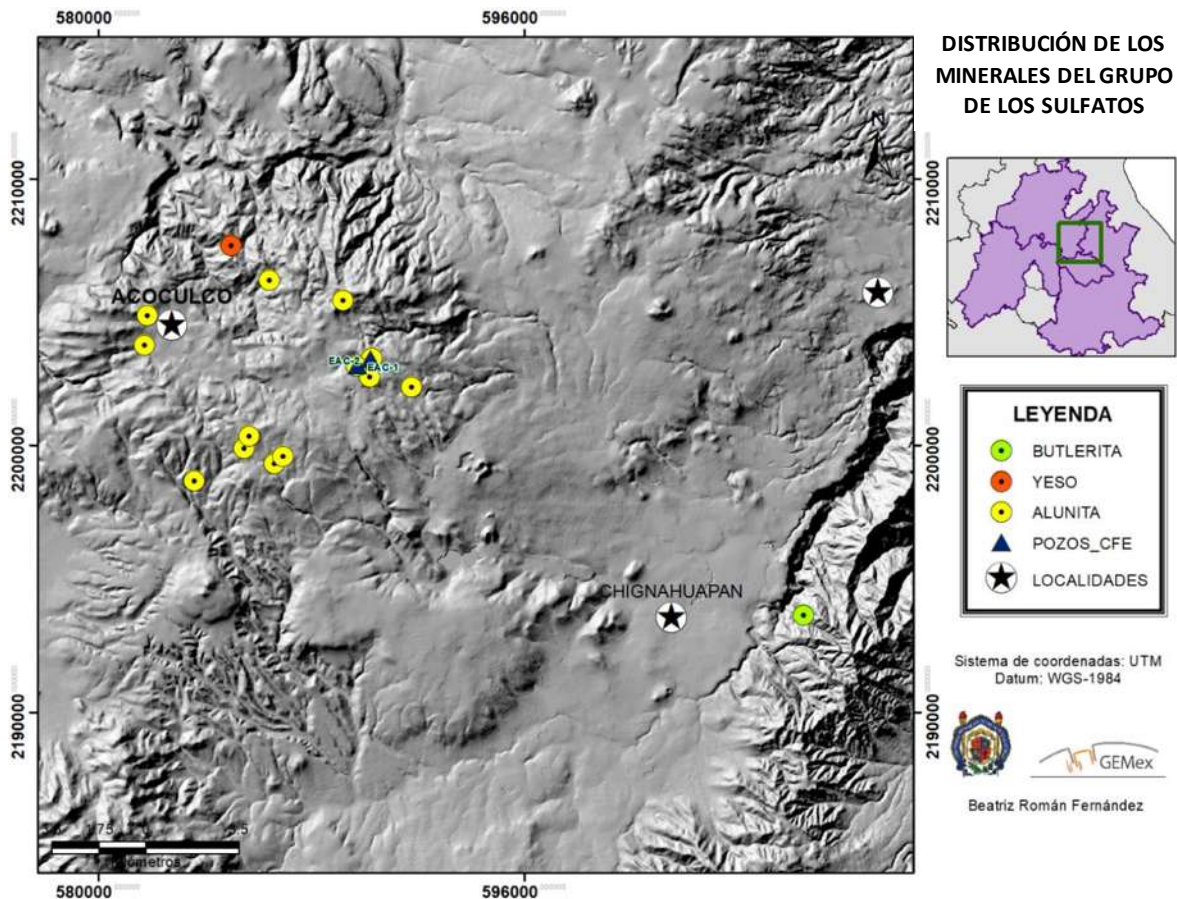 580000
596000
DISTRIBUCIÓN DE LOS
MINERALES DEL GRUPO
DE LOS SULFATOS
N
2210000
2210000
ACOCULCO
EAC-2
EAC-1
LEYENDA
BUTLERITA
YESO
ALUNITA
POZOS_CFE
LOCALIDADES
2200000
2200000
CHIGNAHUAPAN
Sistema de coordenadas: UTM
Datum: WGS-1984
GEMex
Beatriz Román Fernández
2190000
2190000
580000
596000